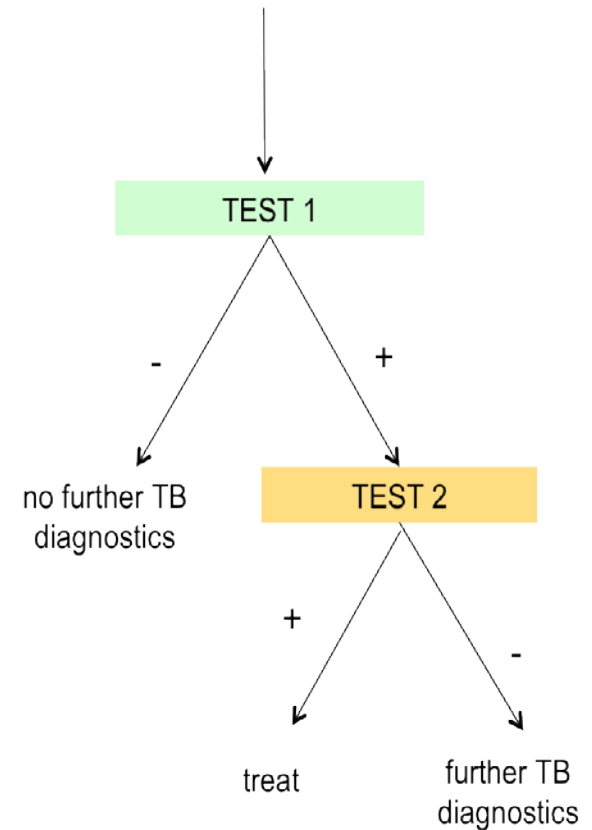 TEST 1
-
+
no further TB
diagnostics
TEST 2
+
-
treat
further TB
diagnostics